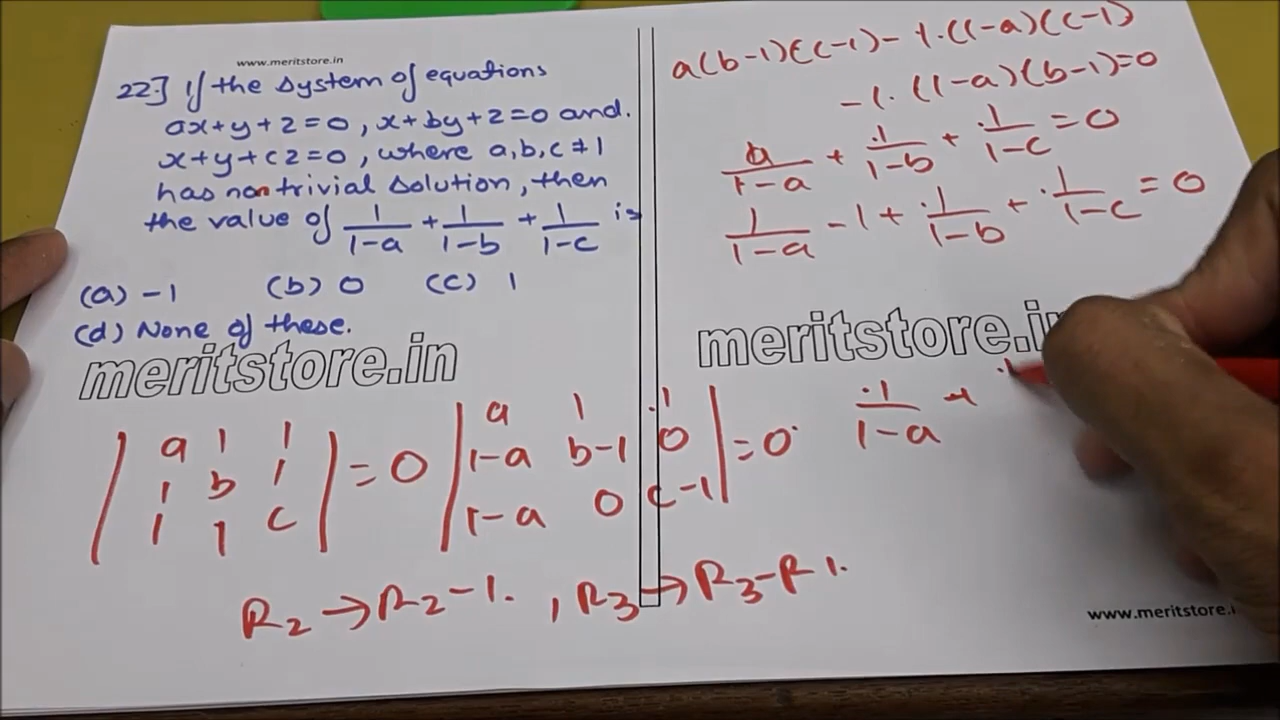 www.meritstore.in
22.] If the system of equations
ax+y+z=0, x+by+z=0 and.
x+y+cz=0, where a,b,c ≠ 1
has non trivial solution, then
the value of 1/(1-a) + 1/(1-b) + 1/(1-c) is
(a) -1 (b) 0 (c) 1
(d) None of these.
meritstore.in
| a 1 1 |
| 1 b 1 | = 0
| 1 1 c |
| a 1 1 |
| 1-a b-1 0 | = 0
| 1-a 0 c-1 |
R2 → R2 - 1. , R3 → R3 - R1.
a(b-1)(c-1) - 1.(1-a)(c-1)
- 1. (1-a)(b-1) = 0
a/(1-a) + 1/(1-b) + 1/(1-c) = 0
1/(1-a) - 1 + 1/(1-b) + 1/(1-c) = 0
meritstore.in
1/(1-a) +
www.meritstore.i